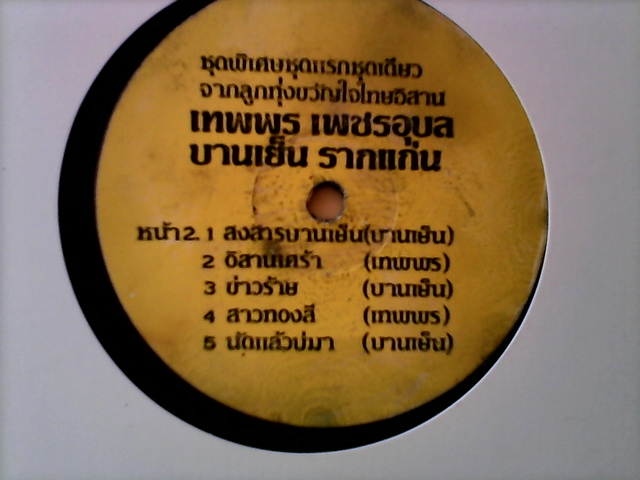 ชุดพิเศษชุดแรกชุดเดียว
จากลูกทุ่งขวัญใจไทยอิสาน
เทพพร เพชรอุบล
บานเย็น รากแก่น
หน้า 2. 1 สงสารบานเย็น (บานเย็น)
2 อิสานเศร้า (เทพพร)
3 ข่าวร้าย (บานเย็น)
4 สาวทองสี (เทพพร)
5 นัดแล้วบ่มา (บานเย็น)